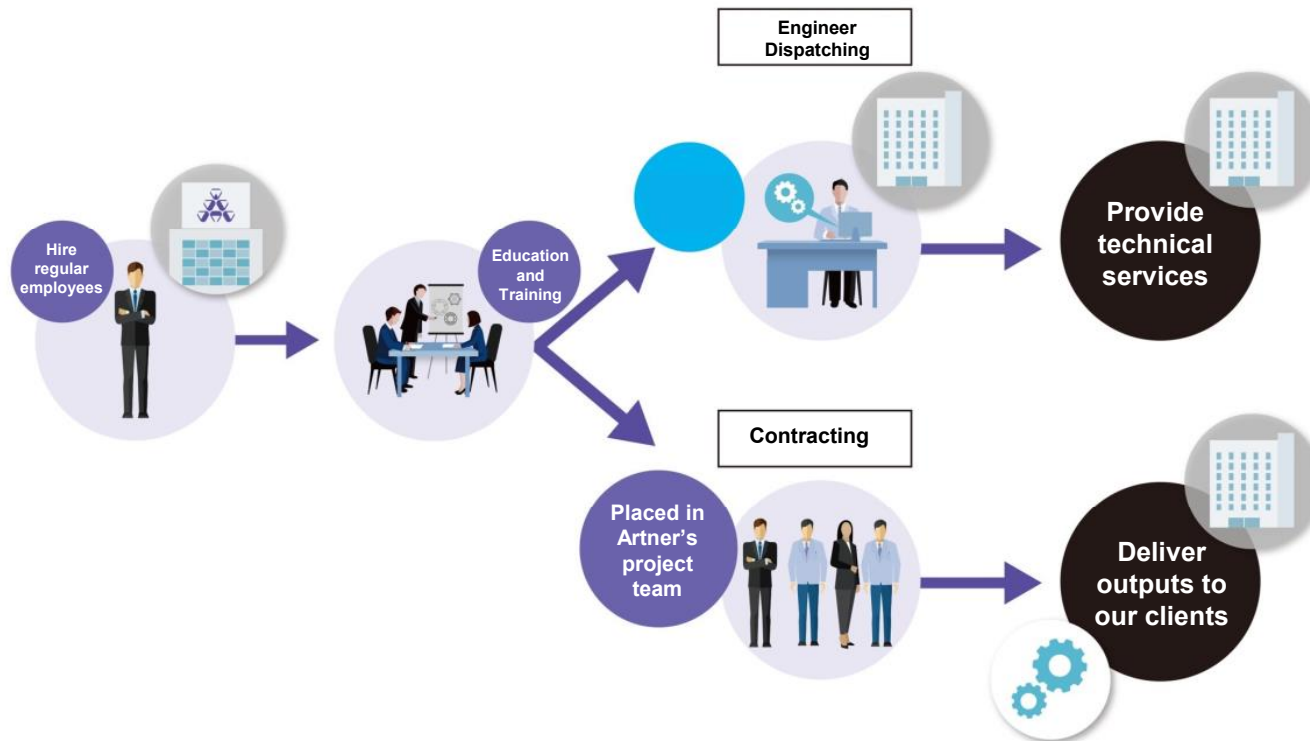 Engineer
Dispatching
Hire
regular
employees
Education
and
Training
Provide
technical
services
Contracting
Placed in
Artner’s
project
team
Deliver
outputs to
our clients